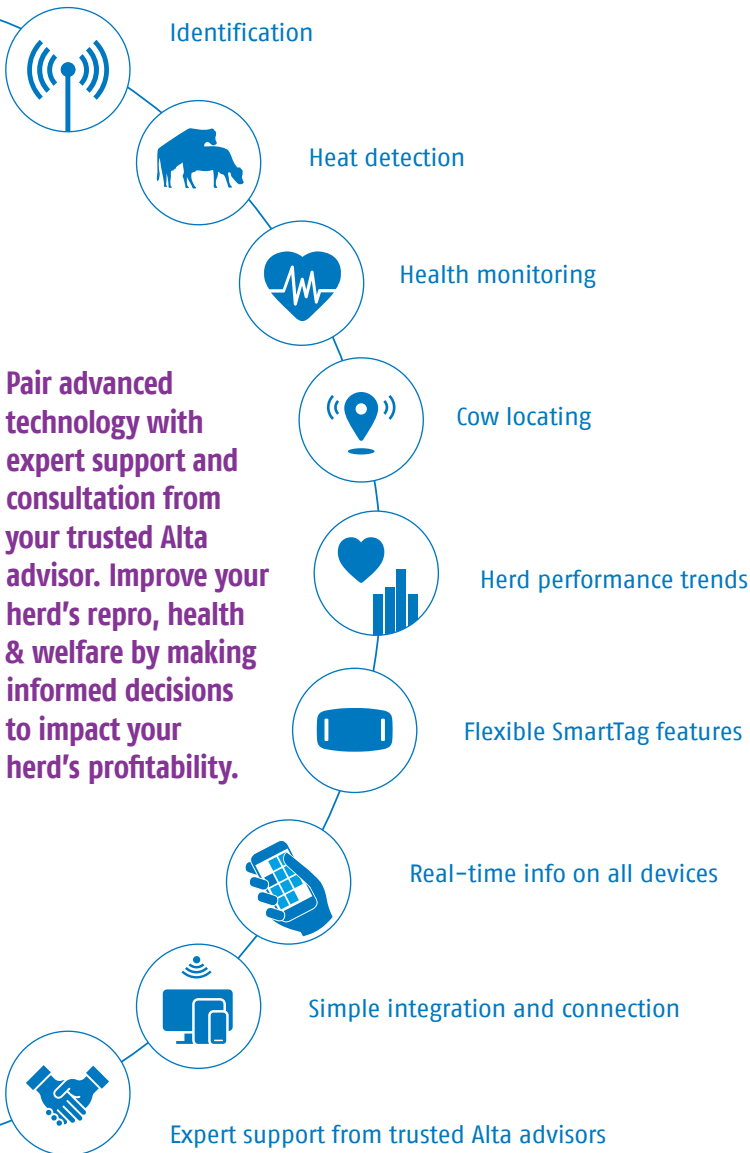 Identification
Heat detection
Health monitoring
Pair advanced
technology with
expert support and
consultation from
your trusted Alta
advisor. Improve your
herd's repro, health
& welfare by making
informed decisions
to impact your
herd's profitability.
Cow locating
Herd performance trends
Flexible SmartTag features
Real-time info on all devices
Simple integration and connection
Expert support from trusted Alta advisors